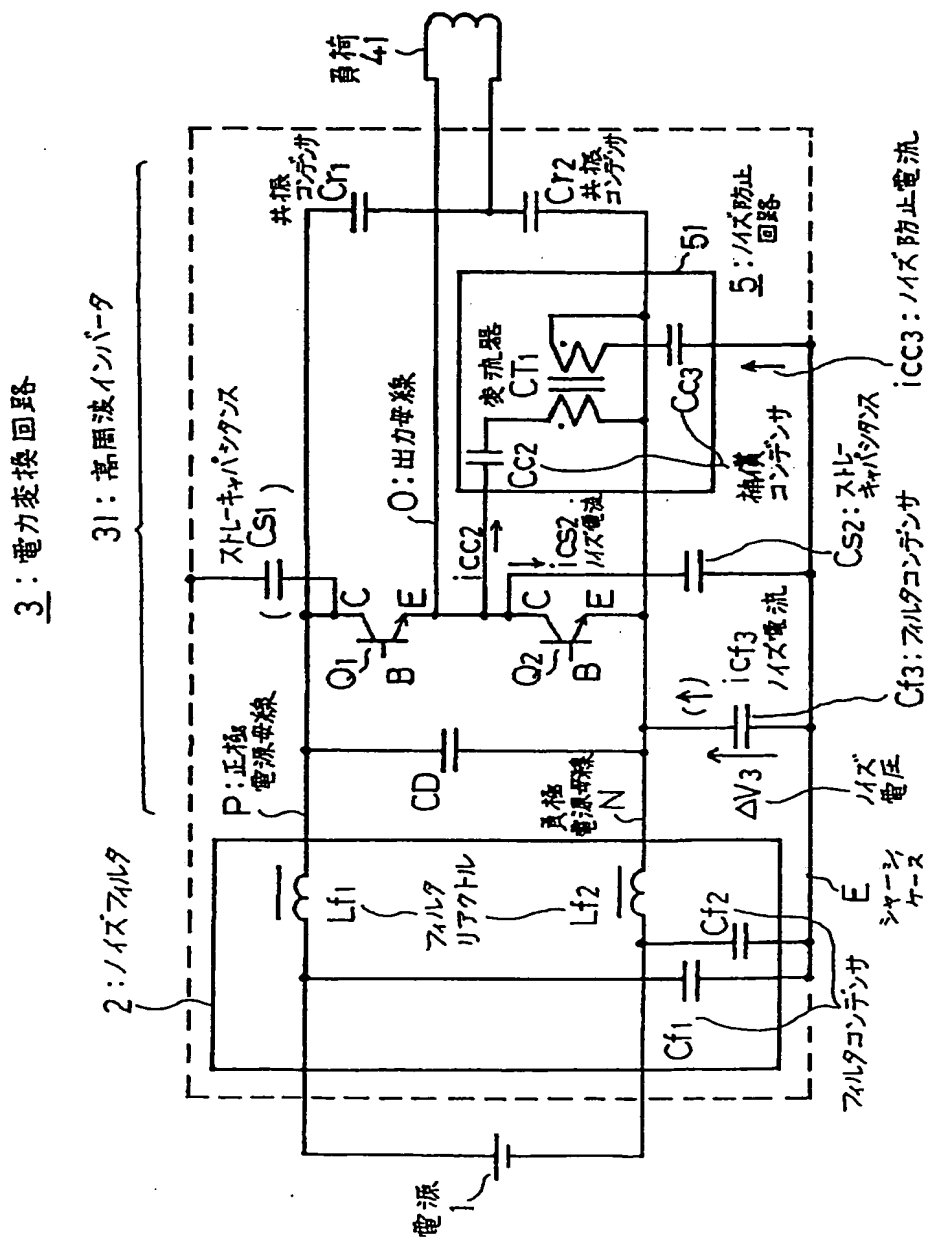 3:電力変換回路
31:高周波インバータ
2:ノイズフィルタ
P:正極
電源母線
ストレーキャパシタンス
( Cs1 )
共振
コンデンサ
Cr1
負荷
41
Lf1
フィルタ
リアクトル
Lf2
CD
Q1
C
B
E
O:出力母線
icc2
Q2
C
B
E
ics2
ノイズ電流
Cc2
変流器
CT1
Cc3
補償
コンデンサ
51
5:ノイズ防止
回路
Cr2
共振
コンデンサ
電源
1
負極
電源母線
N
Cf1
Cf2
フィルタコンデンサ
E
シャーシ
ケース
ΔV3
ノイズ
電圧
(↑)
icf3
ノイズ電流
Cf3:フィルタコンデンサ
Cs2:ストレー
キャパシタンス
icc3:ノイズ防止電流